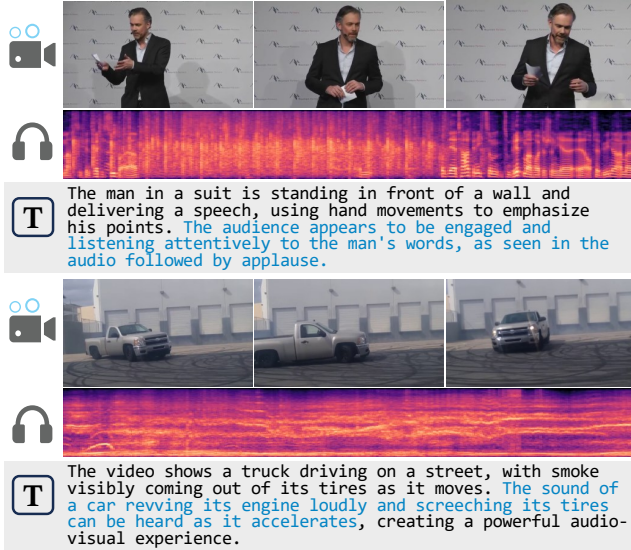 T
The man in a suit is standing in front of a wall and
delivering a speech, using hand movements to emphasize
his points. The audience appears to be engaged and
listening attentively to the man's words, as seen in the
audio followed by applause.
T
The video shows a truck driving on a street, with smoke
visibly coming out of its tires as it moves. The sound of
a car revving its engine loudly and screeching its tires
can be heard as it accelerates, creating a powerful audio-
visual experience.